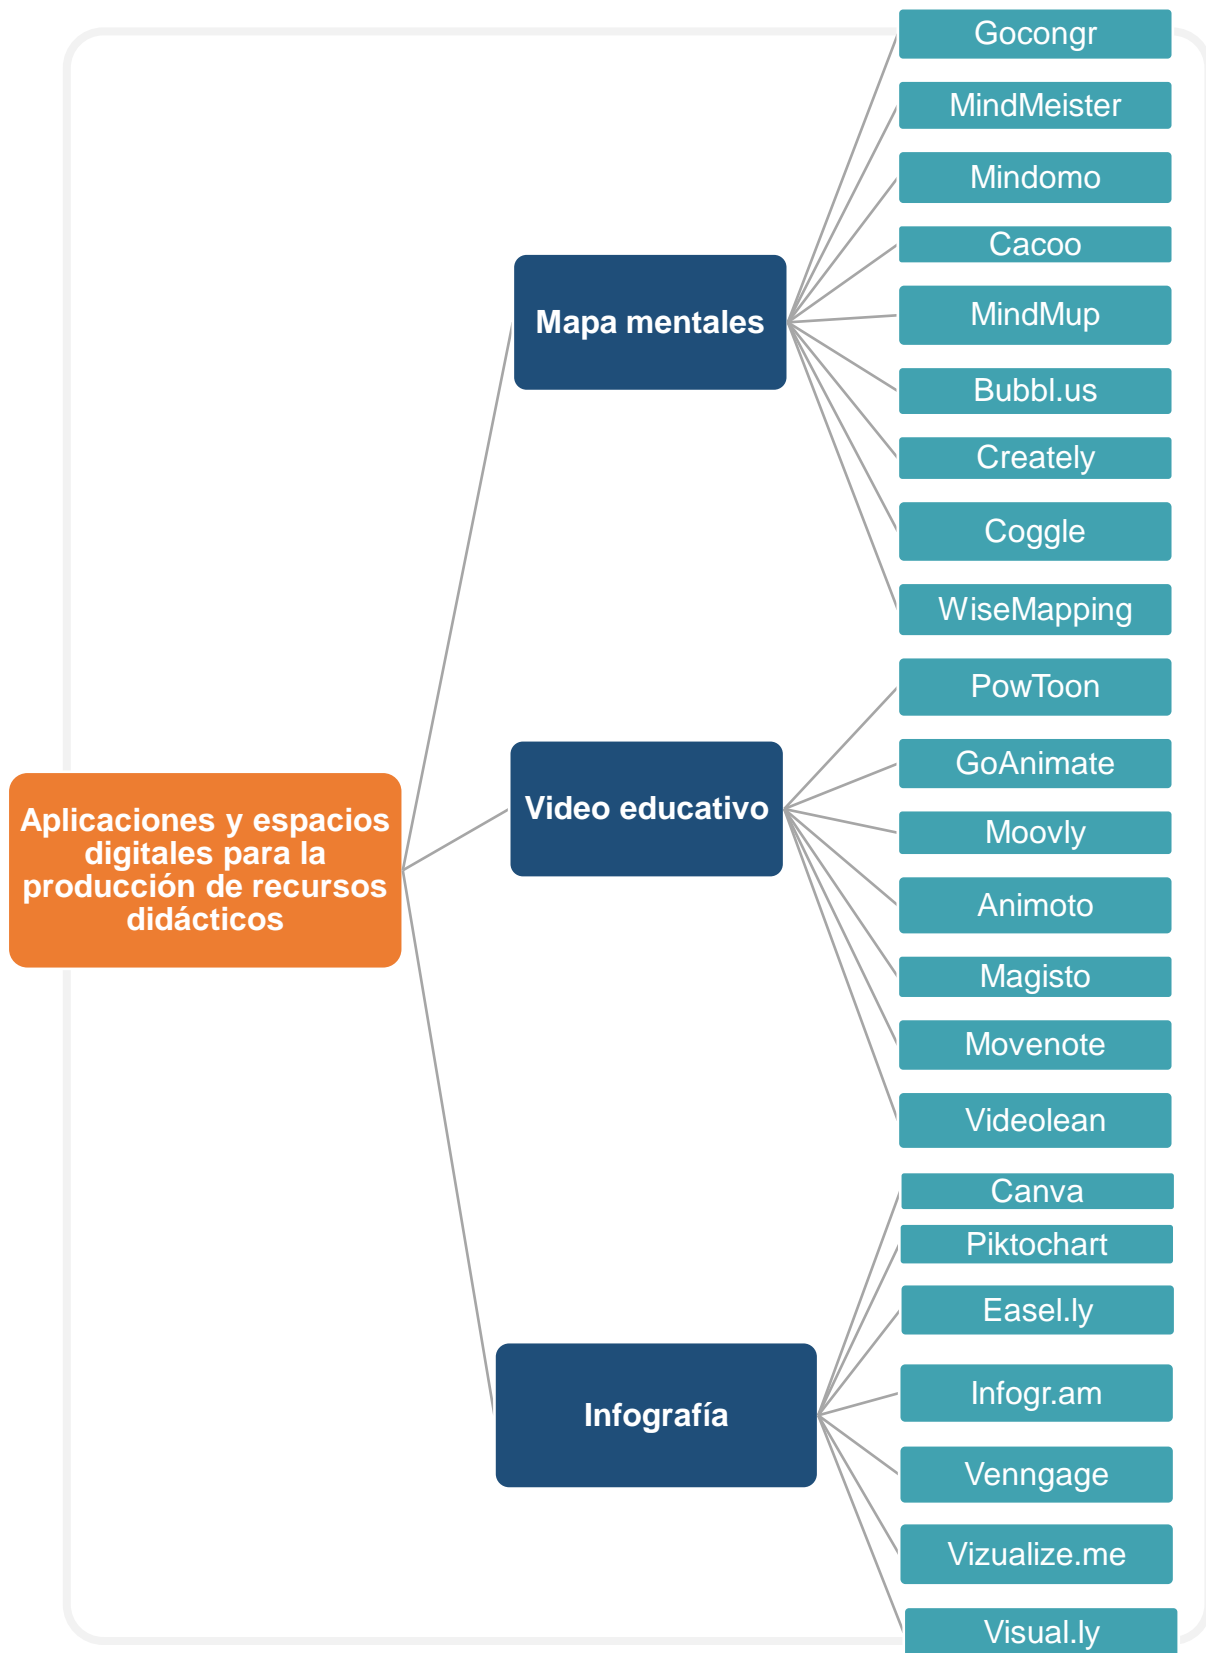 Aplicaciones y espacios
digitales para la
producción de recursos
didácticos
Mapa mentales
Gocongr
MindMeister
Mindomo
Cacoo
MindMup
Bubbl.us
Creately
Coggle
WiseMapping
Video educativo
PowToon
GoAnimate
Moovly
Animoto
Magisto
Movenote
Videolean
Infografía
Canva
Piktochart
Easel.ly
Infogr.am
Venngage
Vizualize.me
Visual.ly